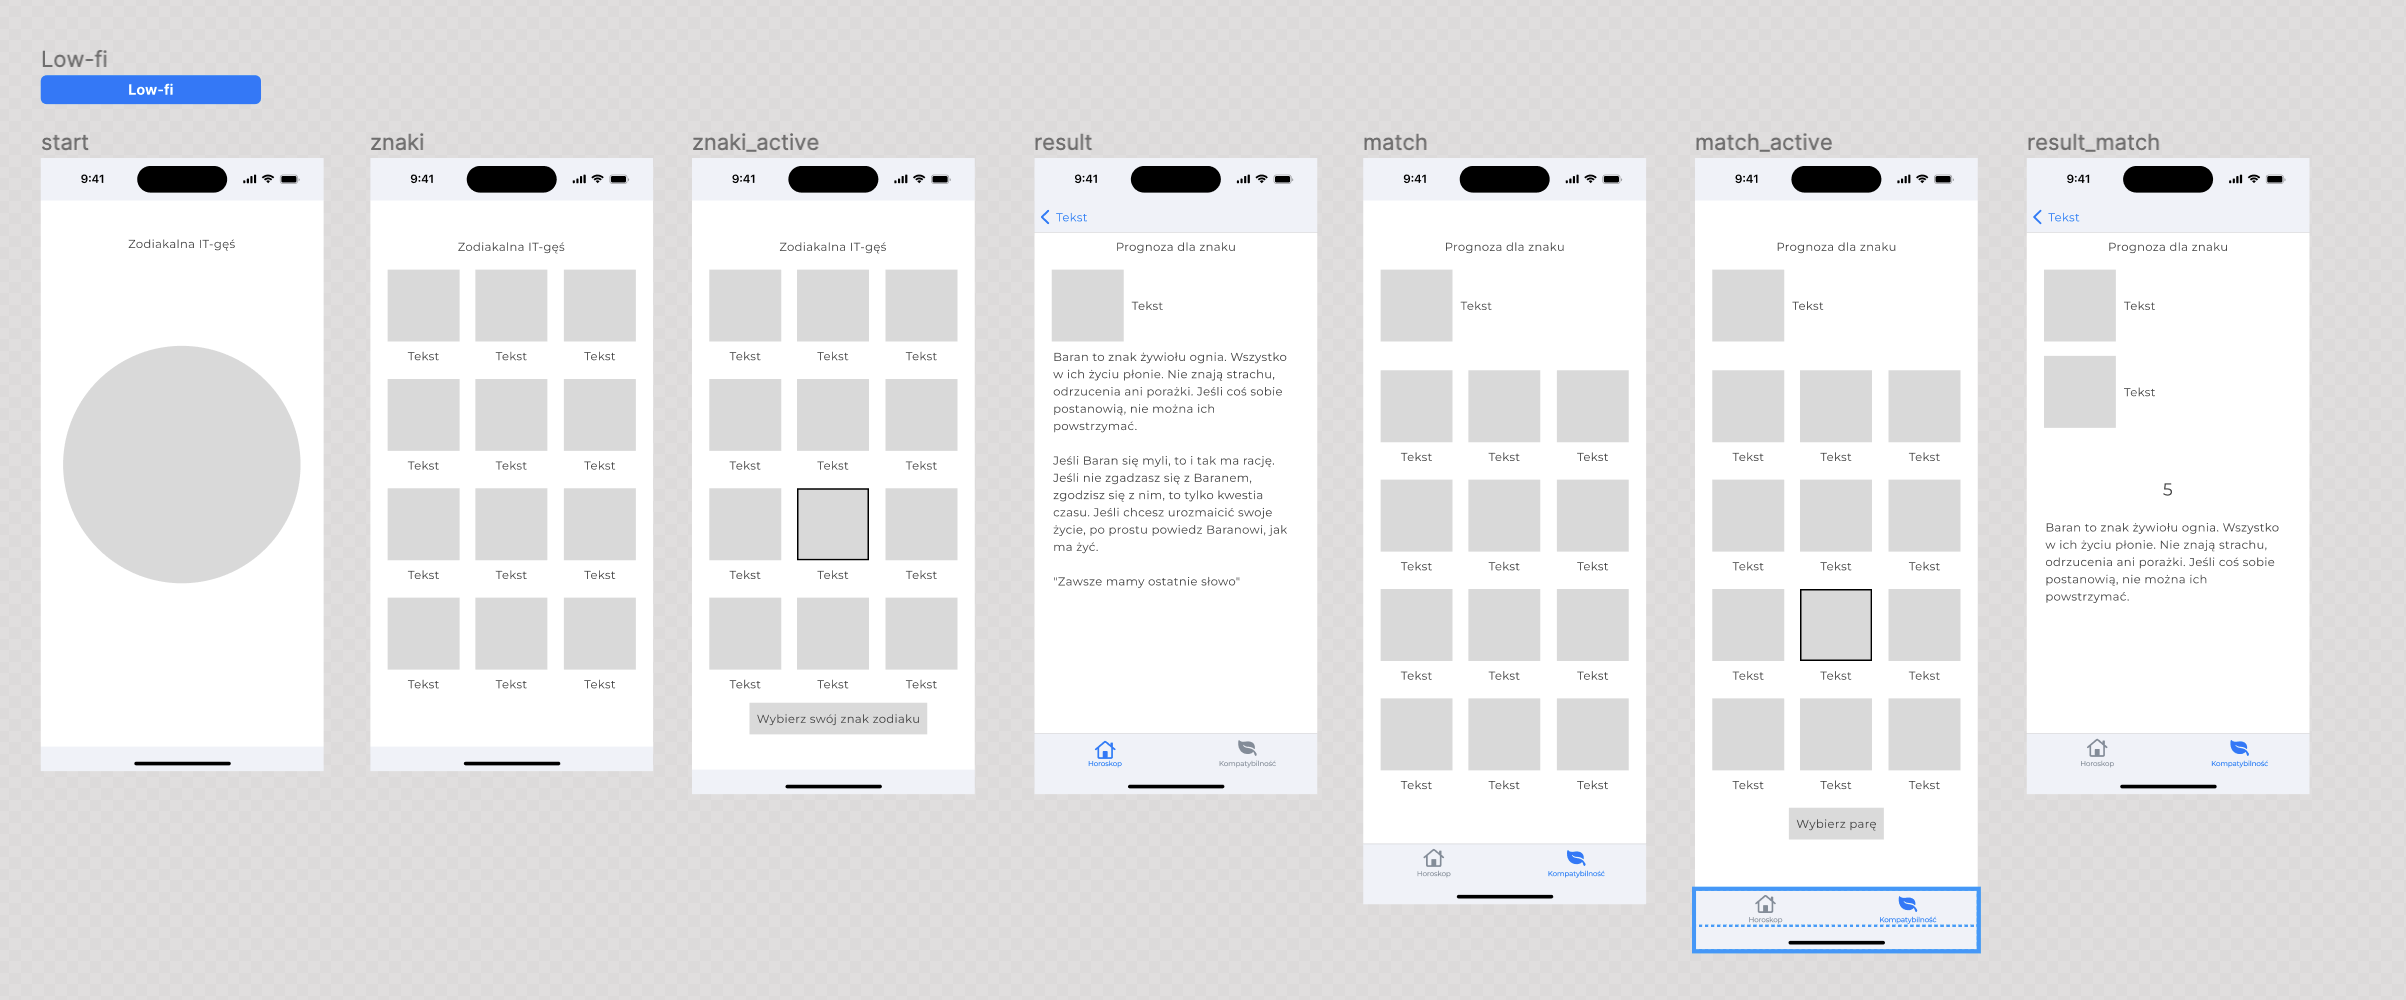 Low-fi
Low-fi
start
9:41
Zodiakalna IT-gęś
znaki
9:41
Zodiakalna IT-gęś
Tekst Tekst Tekst
Tekst Tekst Tekst
Tekst Tekst Tekst
Tekst Tekst Tekst
znaki_active
9:41
Zodiakalna IT-gęś
Tekst Tekst Tekst
Tekst Tekst Tekst
Tekst Tekst Tekst
Tekst Tekst Tekst
Wybierz swój znak zodiaku
result
9:41
Tekst
Prognoza dla znaku
Tekst
Baran to znak żywiołu ognia. Wszystko
w ich życiu płonie. Nie znają strachu,
odrzucenia ani porażki. Jeśli coś sobie
postanowią, nie można ich
powstrzymać.
Jeśli Baran się myli, to i tak ma rację.
Jeśli nie zgadzasz się z Baranem,
zgodzisz się z nim, to tylko kwestia
czasu. Jeśli chcesz urozmaicić swoje
życie, po prostu powiedz Baranowi, jak
ma żyć.
"Zawsze mamy ostatnie słowo"
Horoskop Kompatybilność
match
9:41
Prognoza dla znaku
Tekst
Tekst Tekst Tekst
Tekst Tekst Tekst
Tekst Tekst Tekst
Tekst Tekst Tekst
Horoskop Kompatybilność
match_active
9:41
Prognoza dla znaku
Tekst
Tekst Tekst Tekst
Tekst Tekst Tekst
Tekst Tekst Tekst
Tekst Tekst Tekst
Wybierz parę
Horoskop Kompatybilność
result_match
9:41
Tekst
Prognoza dla znaku
Tekst
Tekst
5
Baran to znak żywiołu ognia. Wszystko
w ich życiu płonie. Nie znają strachu,
odrzucenia ani porażki. Jeśli coś sobie
postanowią, nie można ich
powstrzymać.
Horoskop Kompatybilność